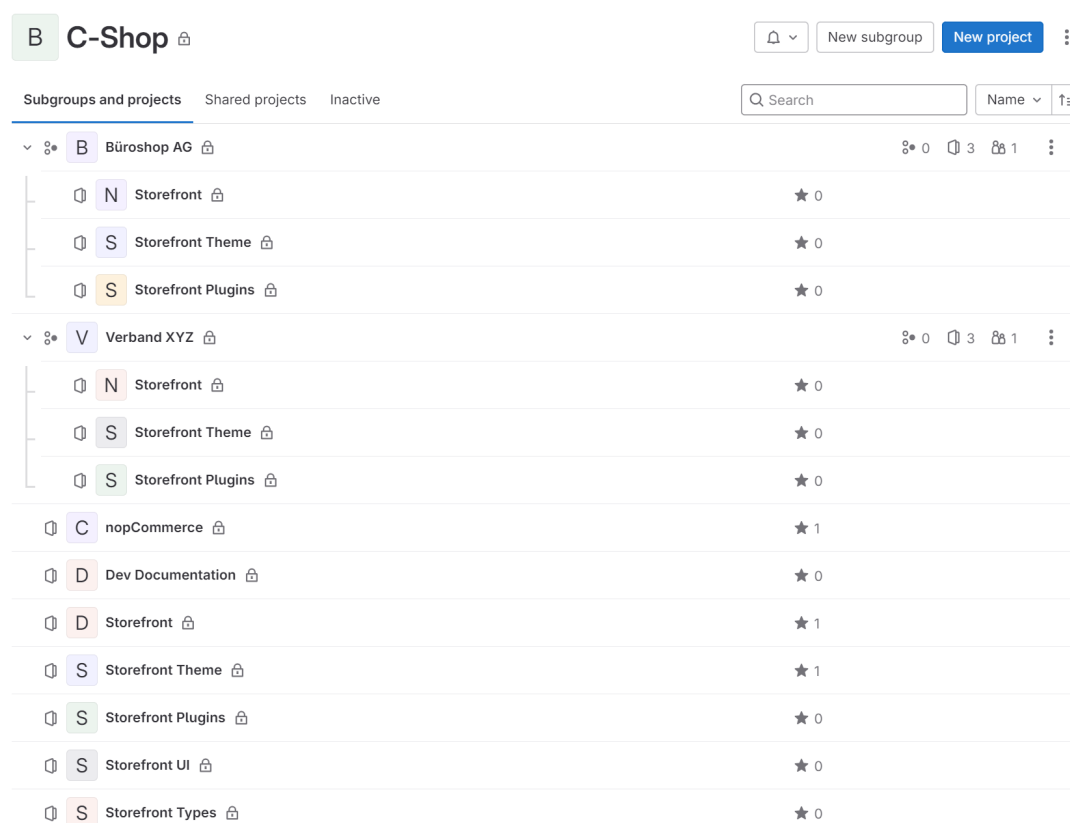 B C-Shop
New subgroup New project
Subgroups and projects Shared projects Inactive
Search Name
B Büroshop AG 0 3 1
N Storefront 0
S Storefront Theme 0
S Storefront Plugins 0
V Verband XYZ 0 3 1
N Storefront 0
S Storefront Theme 0
S Storefront Plugins 0
C nopCommerce 1
D Dev Documentation 0
D Storefront 1
S Storefront Theme 1
S Storefront Plugins 0
S Storefront UI 0
S Storefront Types 0